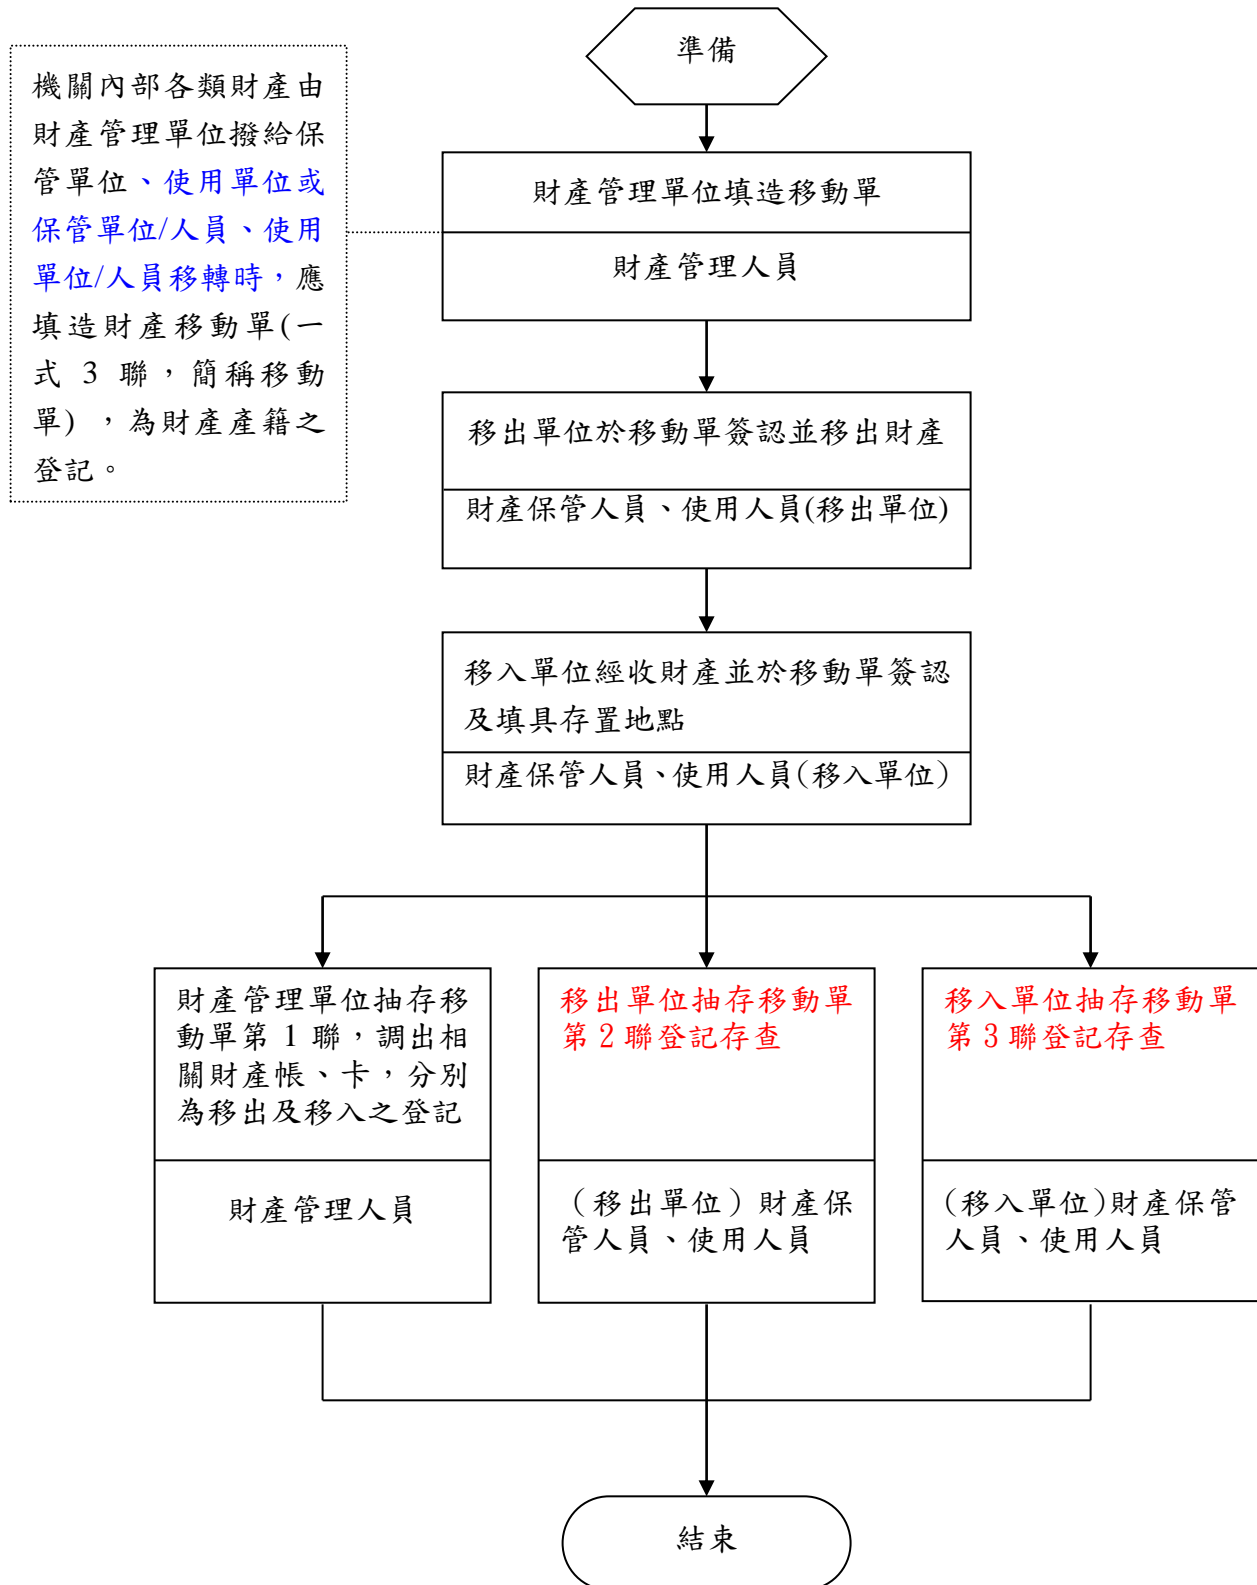 準備
機關內部各類財產由
財產管理單位撥給保
管單位、使用單位或
保管單位/人員、使用
單位/人員移轉時，應
填造財產移動單(一
式 3 聯，簡稱移動
單)，為財產產籍之
登記。
財產管理單位填造移動單
財產管理人員
移出單位於移動單簽認並移出財產
財產保管人員、使用人員(移出單位)
移入單位經收財產並於移動單簽認
及填具存置地點
財產保管人員、使用人員(移入單位)
財產管理單位抽存移
動單第 1 聯，調出相
關財產帳、卡，分別
為移出及移入之登記
財產管理人員
移出單位抽存移動單
第 2 聯登記存查
（移出單位）財產保
管人員、使用人員
移入單位抽存移動單
第 3 聯登記存查
(移入單位)財產保管
人員、使用人員
結束